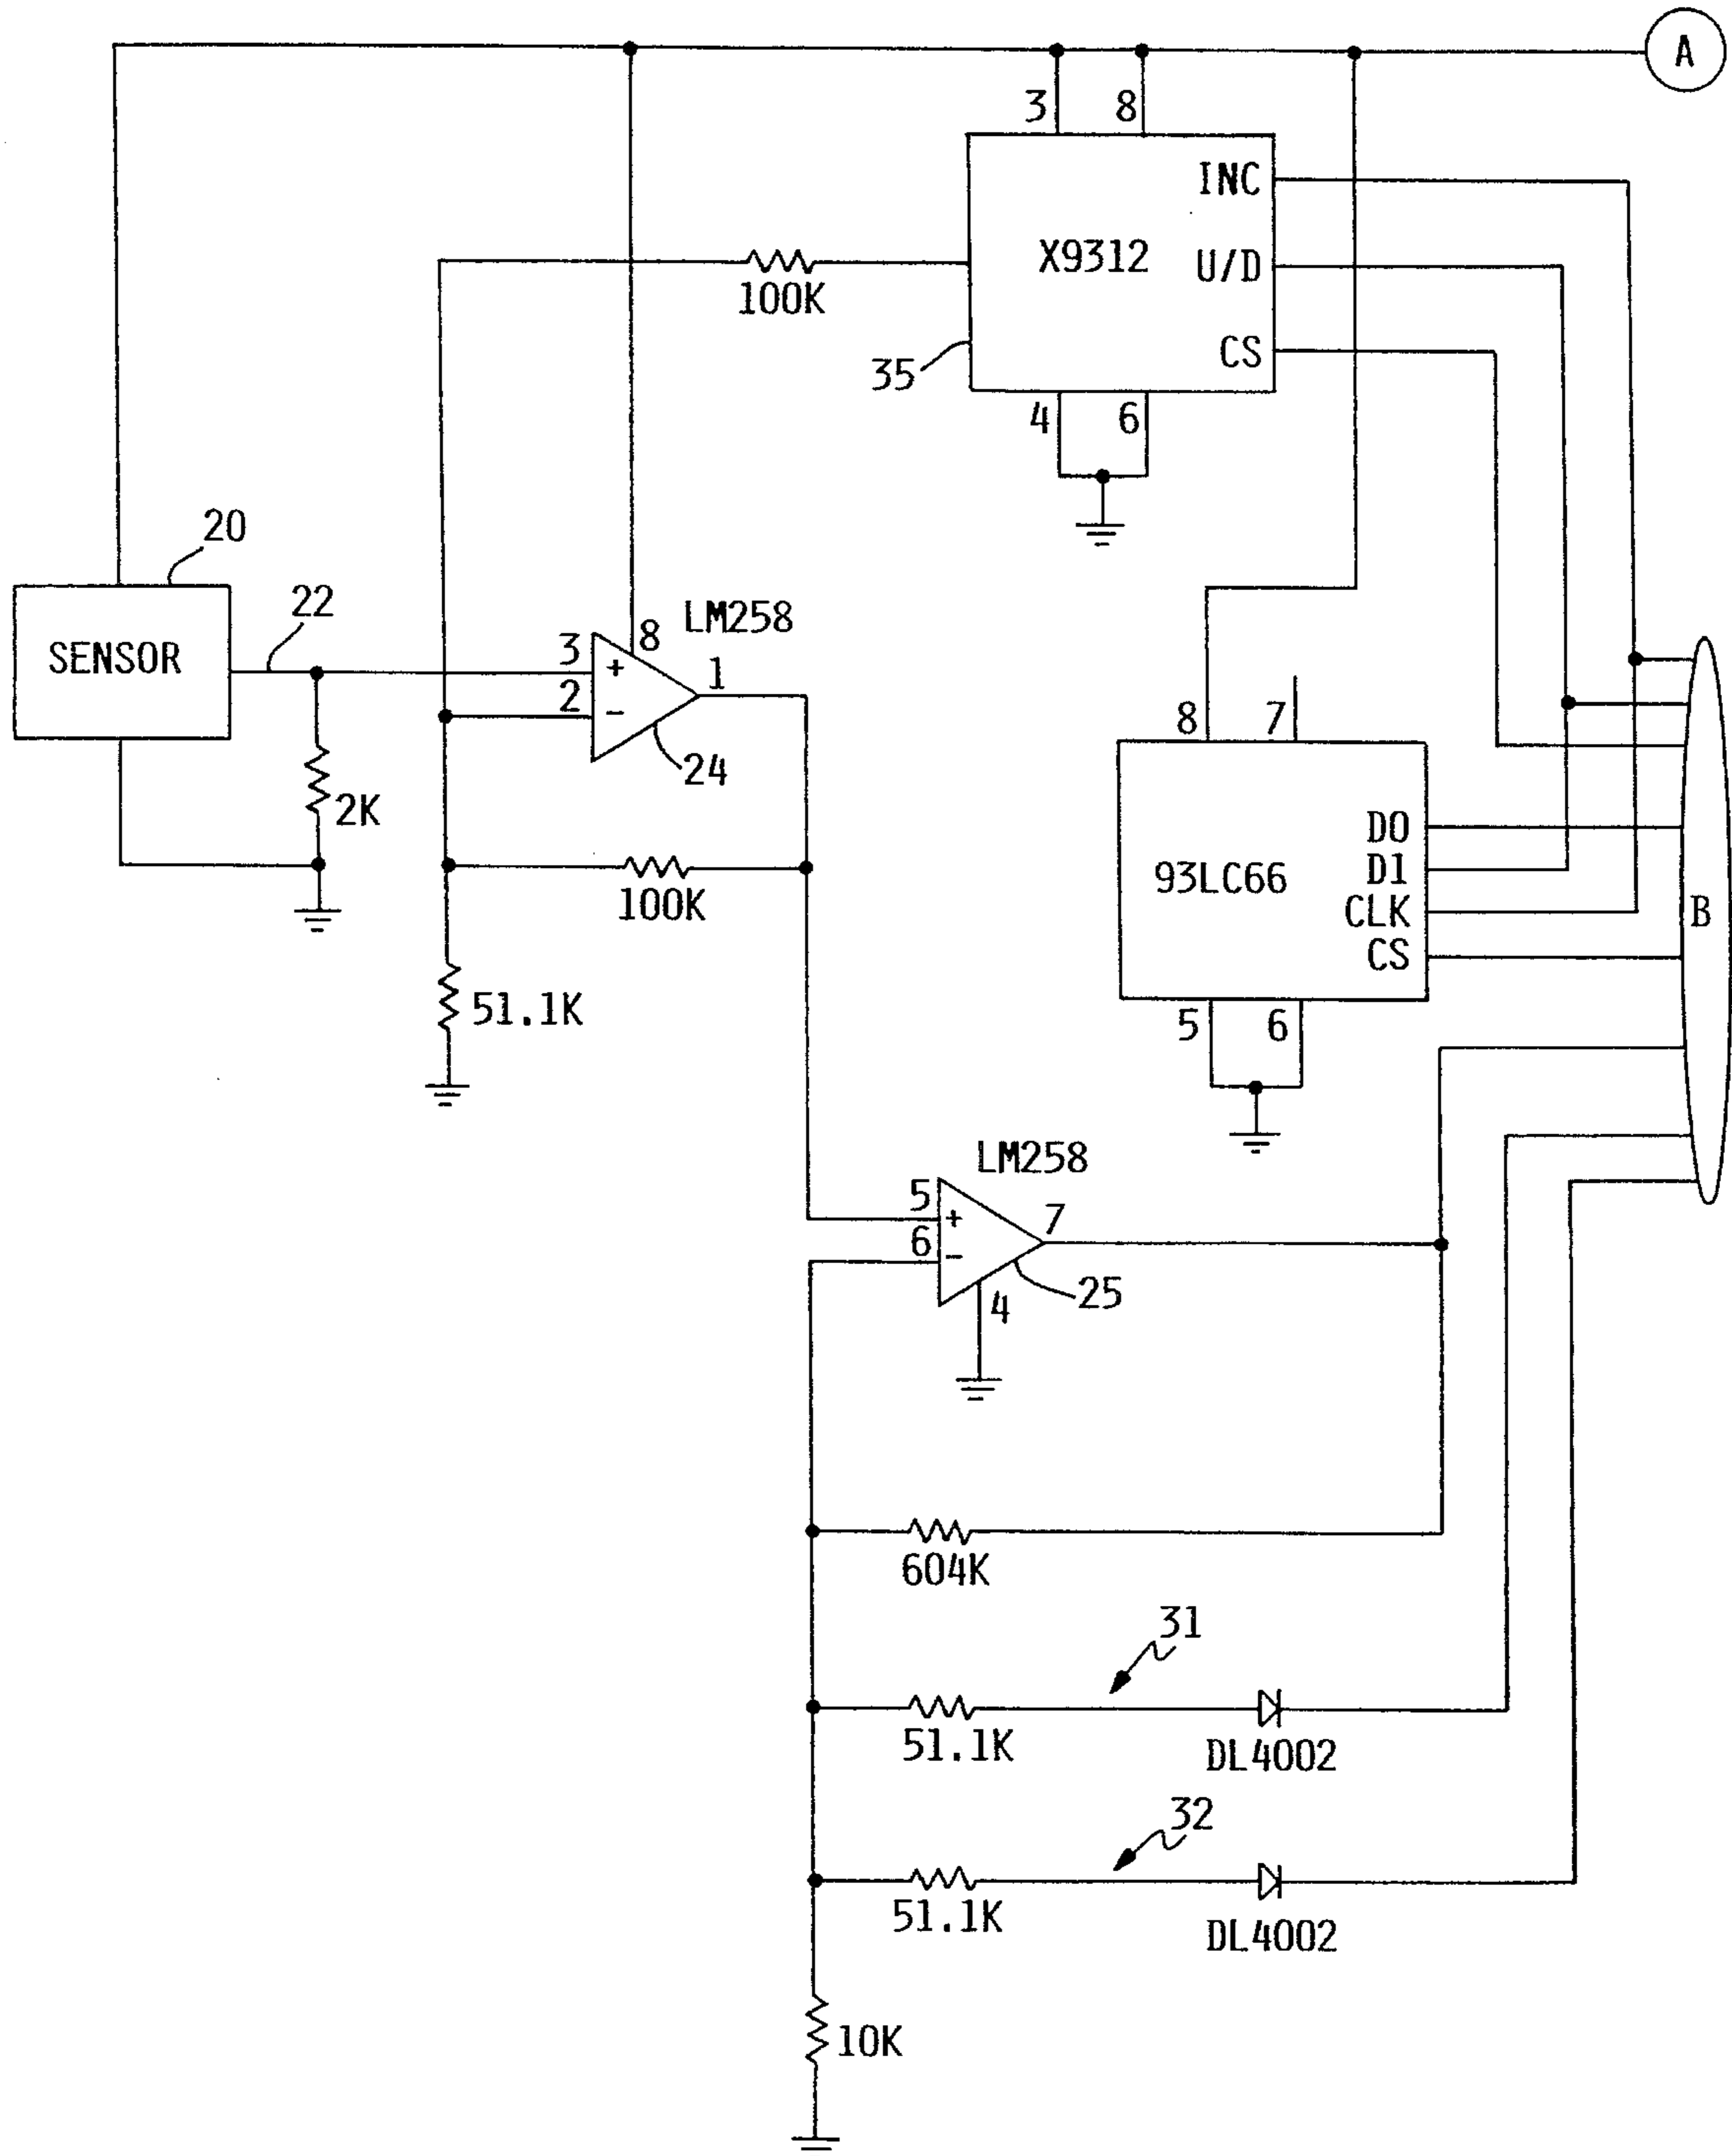 A
3 8
INC
X9312 U/D
100K
CS
35
4 6
20
22
LM258
SENSOR
3 8
+ 1
2
-
24
8 7
2K
DO
D1
93LC66
CLK
B
100K
CS
51.1K
5 6
LM258
5 7
+
6
-
25
4
604K
31
51.1K DL4002
32
51.1K DL4002
10K